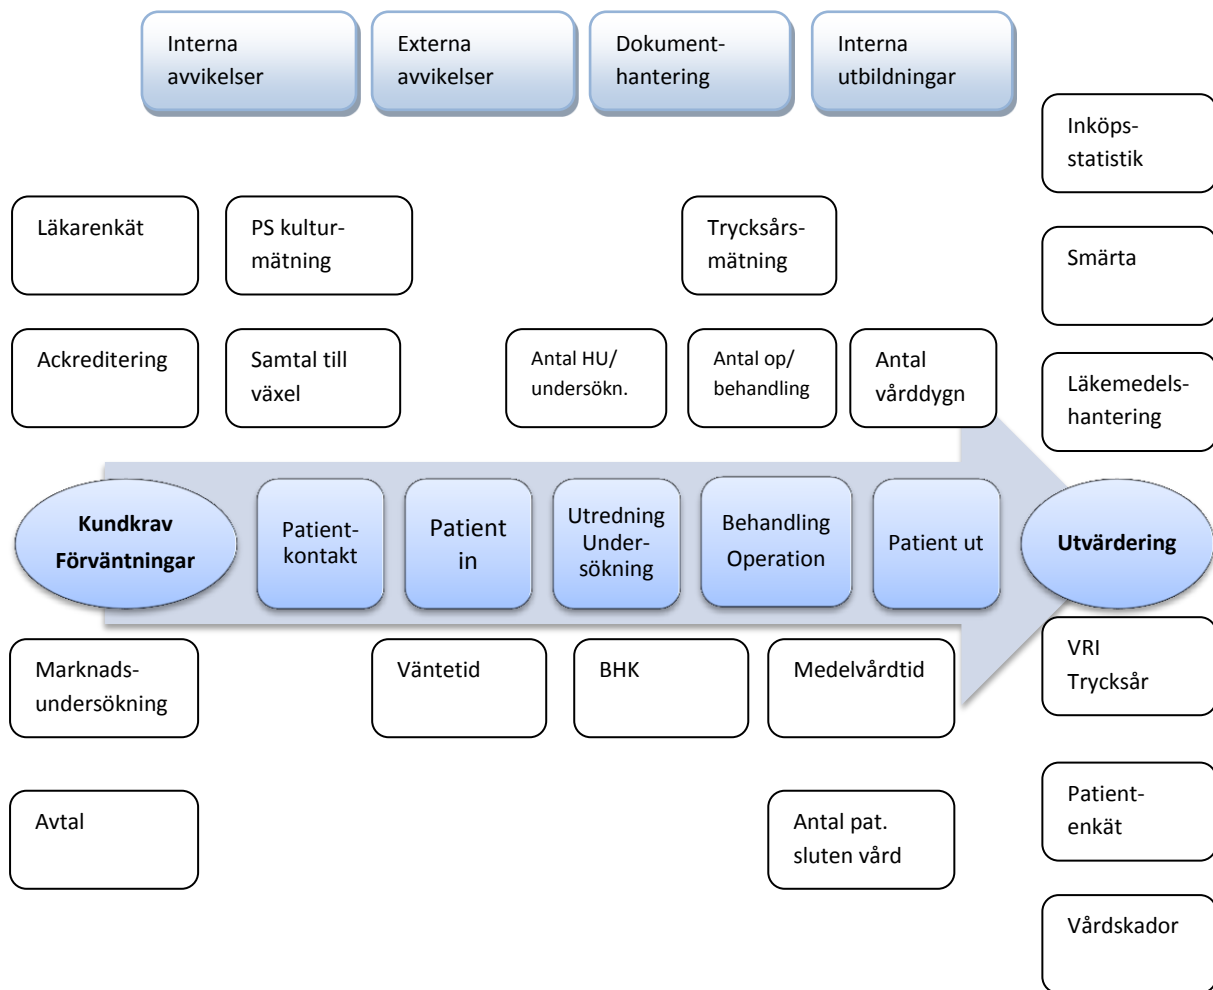 Interna
avvikelser
Externa
avvikelser
Dokument-
hantering
Interna
utbildningar
Inköps-
statistik
Läkarenkät
PS kultur-
mätning
Trycksårs-
mätning
Smärta
Ackreditering
Samtal till
växel
Antal HU/
undersökn.
Antal op/
behandling
Antal
vårddygn
Läkemedels-
hantering
Kundkrav
Förväntningar
Patient-
kontakt
Patient
in
Utredning
Under-
sökning
Behandling
Operation
Patient ut
Utvärdering
Marknads-
undersökning
Väntetid
BHK
Medelvårdtid
VRI
Trycksår
Avtal
Antal pat.
sluten vård
Patient-
enkät
Vårdskador